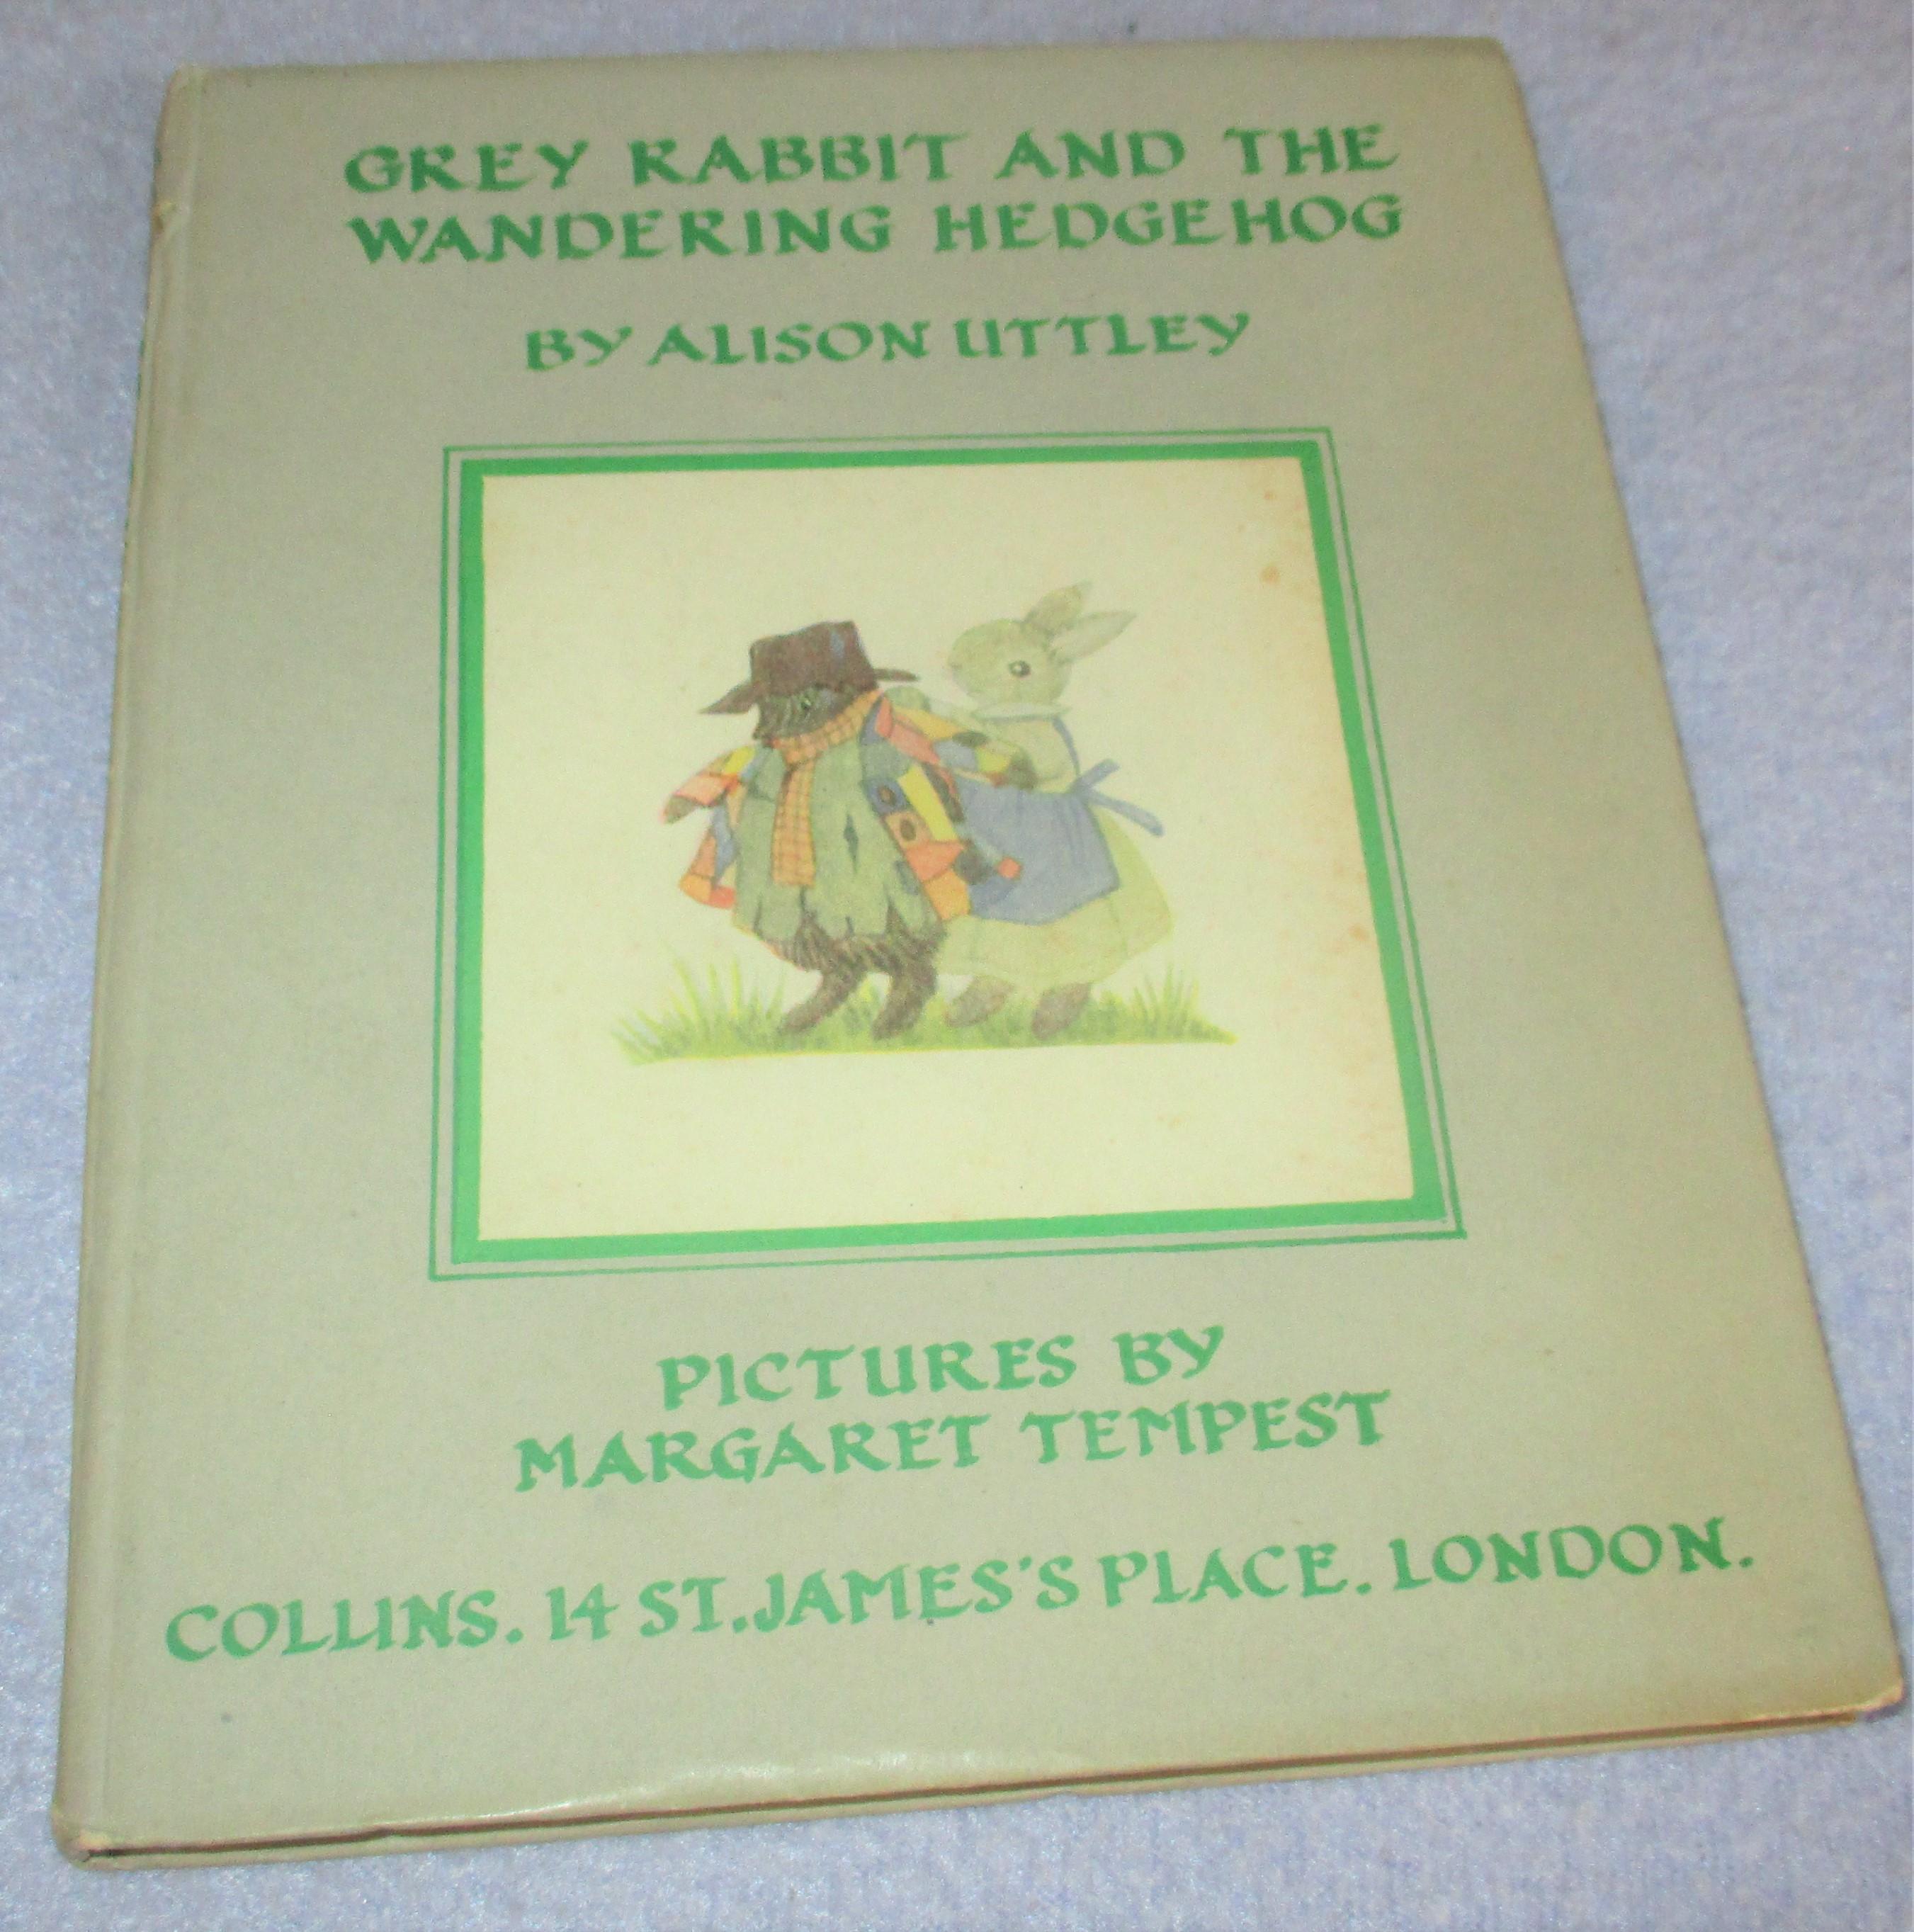 GREY RABBIT AND THE
WANDERING HEDGEHOG
BY ALISON UTTLEY
PICTURES BY
MARGARET TEMPEST
COLLINS. 14 ST. JAMES'S PLACE. LONDON.